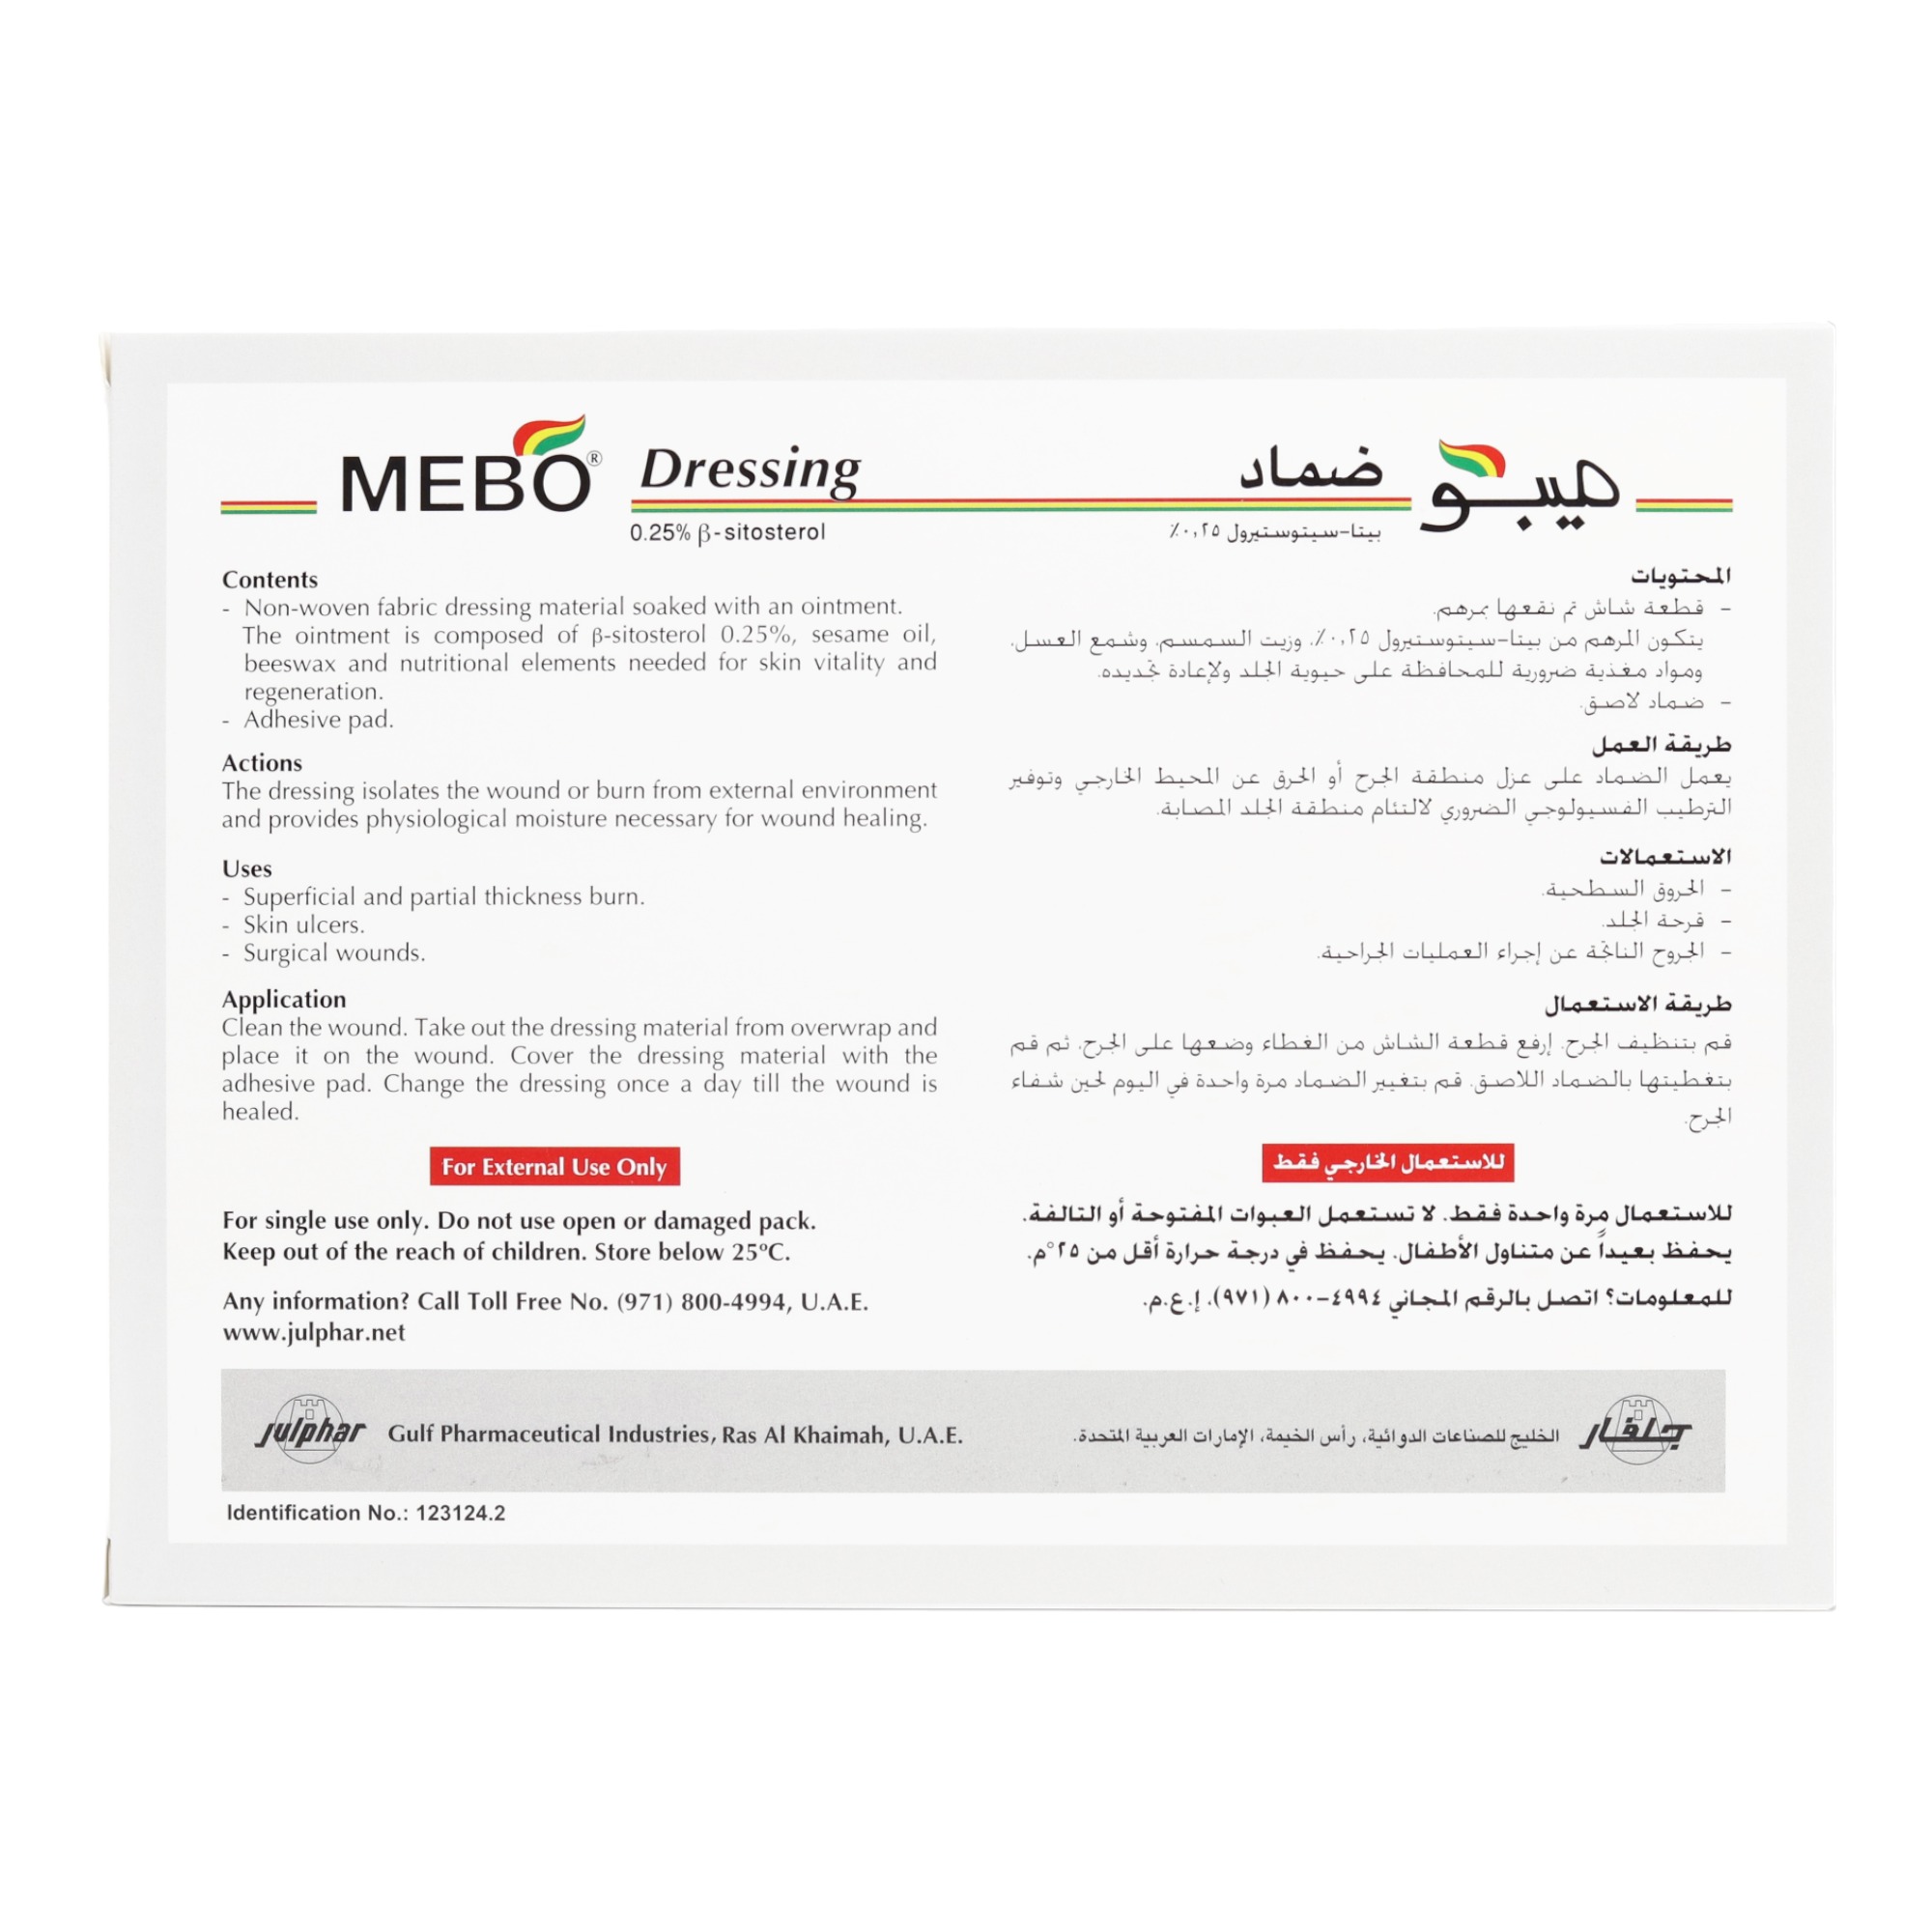 MEBO® Dressing
0.25% β-sitosterol
Contents
- Non-woven fabric dressing material soaked with an ointment.
The ointment is composed of β-sitosterol 0.25%, sesame oil,
beeswax and nutritional elements needed for skin vitality and
regeneration.
- Adhesive pad.
Actions
The dressing isolates the wound or burn from external environment
and provides physiological moisture necessary for wound healing.
Uses
- Superficial and partial thickness burn.
- Skin ulcers.
- Surgical wounds.
Application
Clean the wound. Take out the dressing material from overwrap and
place it on the wound. Cover the dressing material with the
adhesive pad. Change the dressing once a day till the wound is
healed.
For External Use Only
For single use only. Do not use open or damaged pack.
Keep out of the reach of children. Store below 25°C.
Any information? Call Toll Free No. (971) 800-4994, U.A.E.
www.julphar.net
ميبو ضماد
بيتا-سيتوستيرول ٠,٢٥٪
المحتويات
- قطعة شاش تم نقعها بمرهم.
يتكون المرهم من بيتا-سيتوستيرول ٠,٢٥٪، وزيت السمسم، وشمع العسل،
ومواد مغذية ضرورية للمحافظة على حيوية الجلد ولإعادة تجديده.
- ضماد لاصق.
طريقة العمل
يعمل الضماد على عزل منطقة الجرح أو الحرق عن المحيط الخارجي وتوفير
الترطيب الفسيولوجي الضروري لالتئام منطقة الجلد المصابة.
الاستعمالات
- الحروق السطحية.
- قرحة الجلد.
- الجروح الناتجة عن إجراء العمليات الجراحية.
طريقة الاستعمال
قم بتنظيف الجرح. إرفع قطعة الشاش من الغطاء وضعها على الجرح، ثم قم
بتغطيتها بالضماد اللاصق. قم بتغيير الضماد مرة واحدة في اليوم لحين شفاء
الجرح.
للاستعمال الخارجي فقط
للاستعمال مرة واحدة فقط. لا تستعمل العبوات المفتوحة أو التالفة.
يحفظ بعيداً عن متناول الأطفال. يحفظ في درجة حرارة أقل من ٢٥°م.
للمعلومات؟ اتصل بالرقم المجاني ٤٩٩٤-٨٠٠ (٩٧١)، إ.ع.م.
julphar Gulf Pharmaceutical Industries, Ras Al Khaimah, U.A.E.
جلفار الخليج للصناعات الدوائية، رأس الخيمة، الإمارات العربية المتحدة.
Identification No.: 123124.2